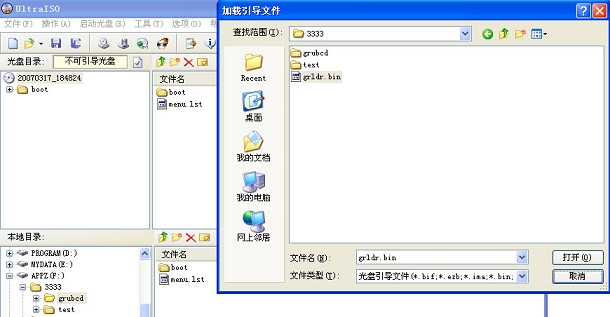 UltraISO
文件(F) 操作(A) 启动光盘(B) 工具(T) 选项(O)
光盘目录: 不可引导光盘
20070317_184824
boot
文件名
boot
menu.lst
本地目录:
PROGRAM(D:)
MYDATA(E:)
APPZ(F:)
3333
grubcd
test
文件名
boot
menu.lst
加载引导文件
查找范围(I): 3333
Recent
桌面
我的文档
我的电脑
网上邻居
grubcd
test
grldr.bin
文件名(N): grldr.bin 打开(O)
文件类型(T): 光盘引导文件(*.bif;*.ezb;*.ima;*.bin; 取消